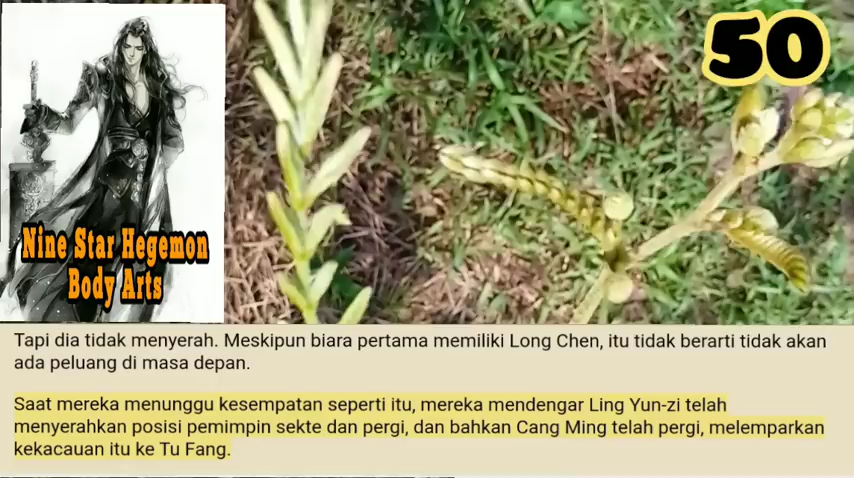 50
Nine Star Hegemon
Body Arts
Tapi dia tidak menyerah. Meskipun biara pertama memiliki Long Chen, itu tidak berarti tidak akan
ada peluang di masa depan.
Saat mereka menunggu kesempatan seperti itu, mereka mendengar Ling Yun-zi telah
menyerahkan posisi pemimpin sekte dan pergi, dan bahkan Cang Ming telah pergi, melemparkan
kekacauan itu ke Tu Fang.